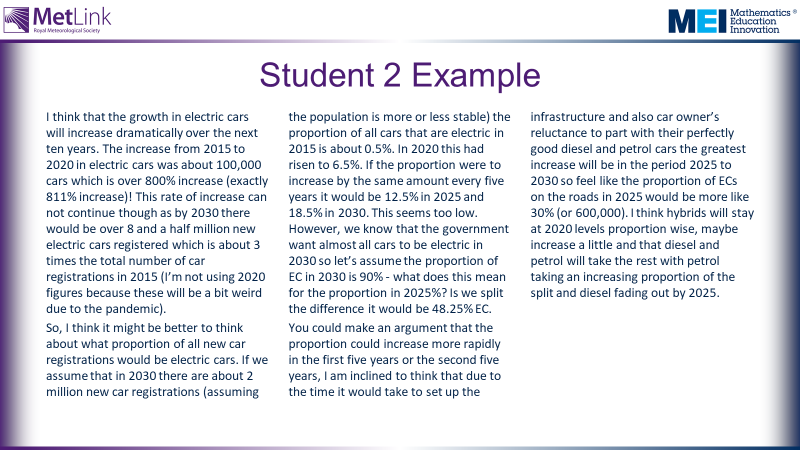 MetLink
Royal Meteorological Society
MEI Mathematics
Education
Innovation
®
Student 2 Example
I think that the growth in electric cars
will increase dramatically over the next
ten years. The increase from 2015 to
2020 in electric cars was about 100,000
cars which is over 800% increase (exactly
811% increase)! This rate of increase can
not continue though as by 2030 there
would be over 8 and a half million new
electric cars registered which is about 3
times the total number of car
registrations in 2015 (I'm not using 2020
figures because these will be a bit weird
due to the pandemic).
So, I think it might be better to think
about what proportion of all new car
registrations would be electric cars. If we
assume that in 2030 there are about 2
million new car registrations (assuming
the population is more or less stable) the
proportion of all cars that are electric in
2015 is about 0.5%. In 2020 this had
risen to 6.5%. If the proportion were to
increase by the same amount every five
years it would be 12.5% in 2025 and
18.5% in 2030. This seems too low.
However, we know that the government
want almost all cars to be electric in
2030 so let's assume the proportion of
EC in 2030 is 90% - what does this mean
for the proportion in 2025%? Is we split
the difference it would be 48.25% EC.
You could make an argument that the
proportion could increase more rapidly
in the first five years or the second five
years, I am inclined to think that due to
the time it would take to set up the
infrastructure and also car owner's
reluctance to part with their perfectly
good diesel and petrol cars the greatest
increase will be in the period 2025 to
2030 so feel like the proportion of ECs
on the roads in 2025 would be more like
30% (or 600,000). I think hybrids will stay
at 2020 levels proportion wise, maybe
increase a little and that diesel and
petrol will take the rest with petrol
taking an increasing proportion of the
split and diesel fading out by 2025.